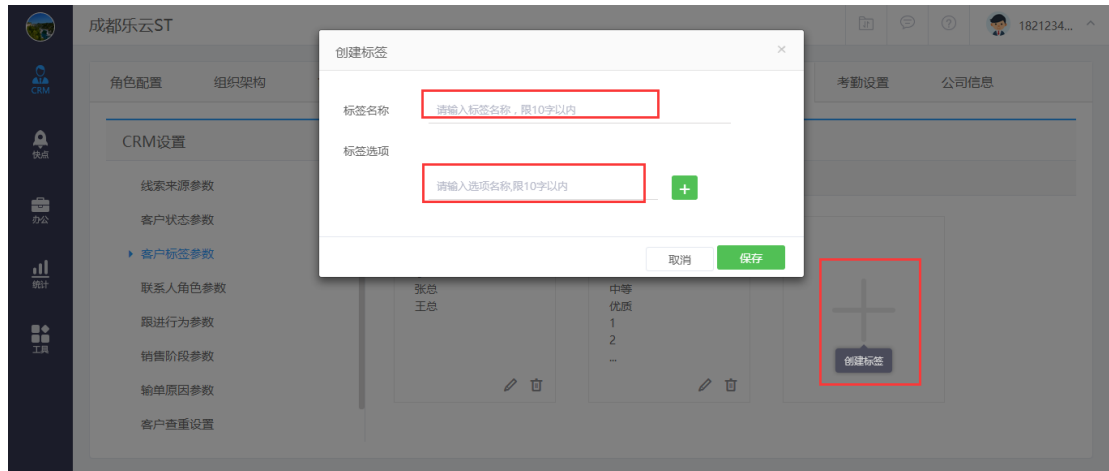 成都乐云ST
1821234...
CRM
快点
办公
统计
工具
角色配置
组织架构
考勤设置
公司信息
CRM设置
线索来源参数
客户状态参数
客户标签参数
联系人角色参数
跟进行为参数
销售阶段参数
输单原因参数
客户查重设置
创建标签
标签名称
请输入标签名称，限10字以内
标签选项
请输入选项名称,限10字以内
取消
保存
张总
王总
中等
优质
1
2
...
创建标签